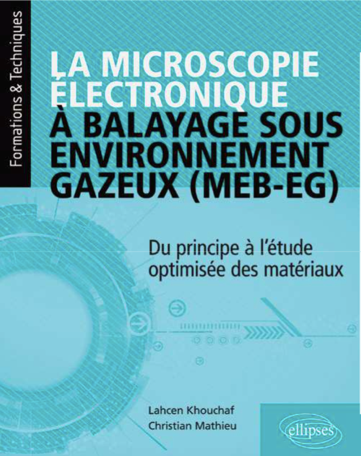 Formations & Techniques
LA MICROSCOPIE
ÉLECTRONIQUE
À BALAYAGE SOUS
ENVIRONNEMENT
GAZEUX (MEB-EG)
Du principe à l'étude
optimisée des matériaux
Lahcen Khouchaf
Christian Mathieu
ellipses